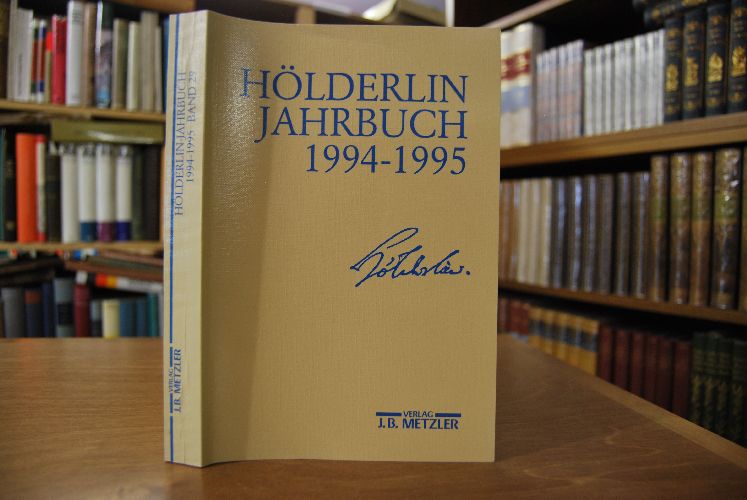 HÖLDERLIN
JAHRBUCH
1994-1995
Hölderlin.
VERLAG
J.B. METZLER
HÖLDERLIN-JAHRBUCH
1994-1995 BAND 29
VERLAG
J.B. METZLER